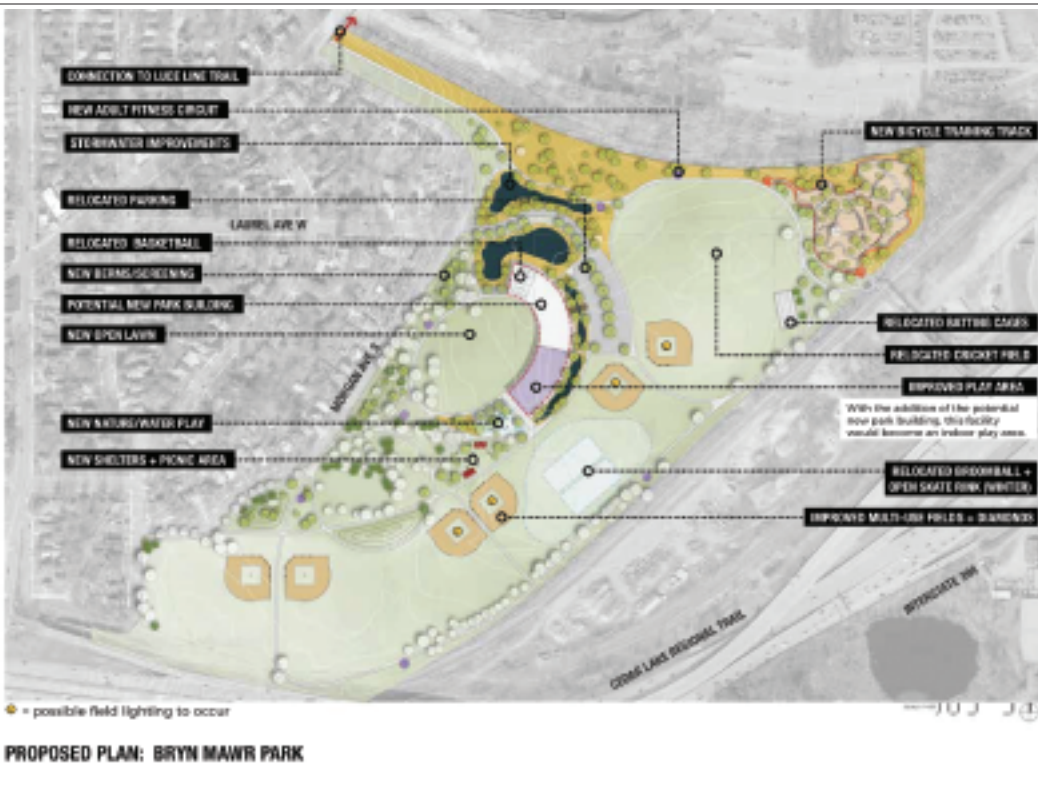 CONNECTION TO LUCE LINE TRAIL
NEW ADULT FITNESS CIRCUIT
STORMWATER IMPROVEMENTS
RELOCATED PARKING
LAUREL AVE W
RELOCATED BASKETBALL
NEW BERMS/SCREENING
POTENTIAL NEW PARK BUILDING
NEW OPEN LAWN
MORGAN AVE S
NEW NATURE/WATER PLAY
NEW SHELTERS + PICNIC AREA
NEW BICYCLE TRAINING TRACK
RELOCATED BATTING CAGES
RELOCATED CRICKET FIELD
IMPROVED PLAY AREA
With the addition of the potential
new park building, this facility
would become an indoor play area.
RELOCATED BROOMBALL +
OPEN SKATE RINK (WINTER)
IMPROVED MULTI-USE FIELDS + DIAMONDS
CEDAR LAKE REGIONAL TRAIL
INTERSTATE
= possible field lighting to occur
PROPOSED PLAN: BRYN MAWR PARK